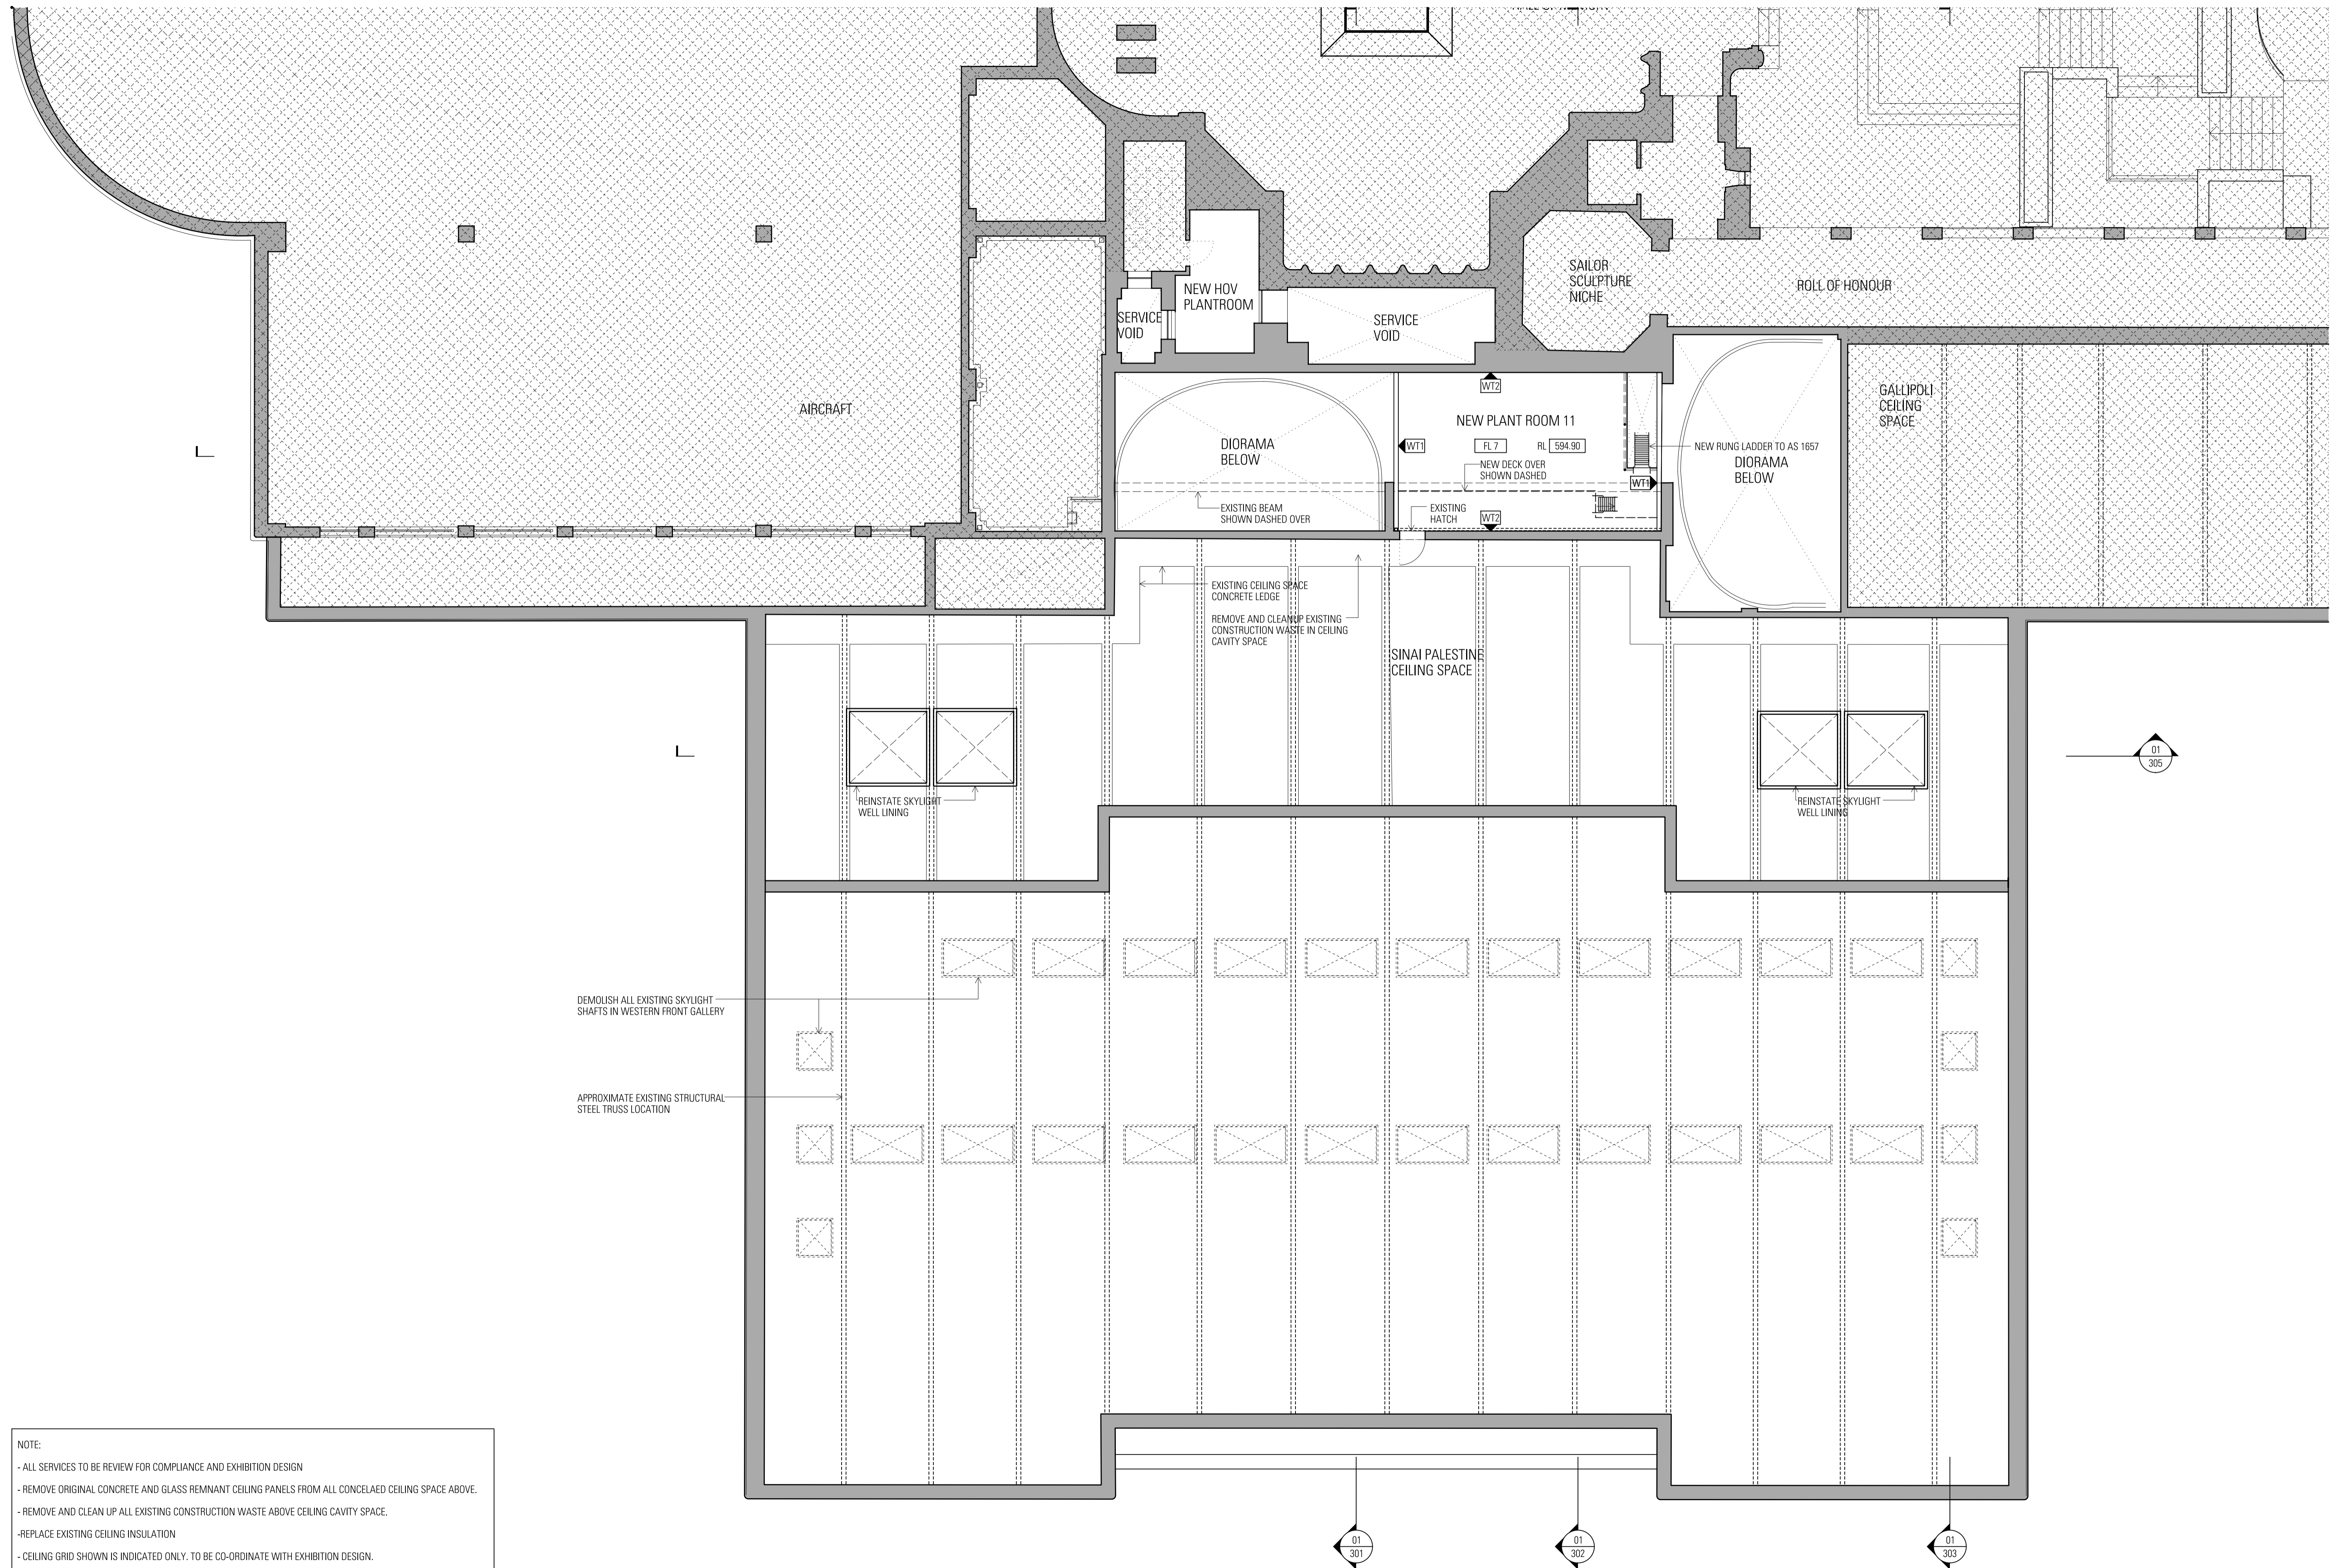 SAILOR
SCULPTURE
NICHE
ROLL OF HONOUR
NEW HOV
PLANTROOM
SERVICE
VOID
SERVICE
VOID
AIRCRAFT
DIORAMA
BELOW
WT2
NEW PLANT ROOM 11
WT1
FL 7
RL 594.90
NEW DECK OVER
SHOWN DASHED
WT1
WT2
NEW RUNG LADDER TO AS 1657
DIORAMA
BELOW
GALLIPOLI
CEILING
SPACE
EXISTING BEAM
SHOWN DASHED OVER
EXISTING
HATCH
EXISTING CEILING SPACE
CONCRETE LEDGE
REMOVE AND CLEANUP EXISTING
CONSTRUCTION WASTE IN CEILING
CAVITY SPACE
SINAI PALESTINE
CEILING SPACE
01
305
REINSTATE SKYLIGHT
WELL LINING
REINSTATE SKYLIGHT
WELL LINING
DEMOLISH ALL EXISTING SKYLIGHT
SHAFTS IN WESTERN FRONT GALLERY
APPROXIMATE EXISTING STRUCTURAL
STEEL TRUSS LOCATION
NOTE:
- ALL SERVICES TO BE REVIEW FOR COMPLIANCE AND EXHIBITION DESIGN
- REMOVE ORIGINAL CONCRETE AND GLASS REMNANT CEILING PANELS FROM ALL CONCELAED CEILING SPACE ABOVE.
- REMOVE AND CLEAN UP ALL EXISTING CONSTRUCTION WASTE ABOVE CEILING CAVITY SPACE.
-REPLACE EXISTING CEILING INSULATION
- CEILING GRID SHOWN IS INDICATED ONLY. TO BE CO-ORDINATE WITH EXHIBITION DESIGN.
01
301
01
302
01
303